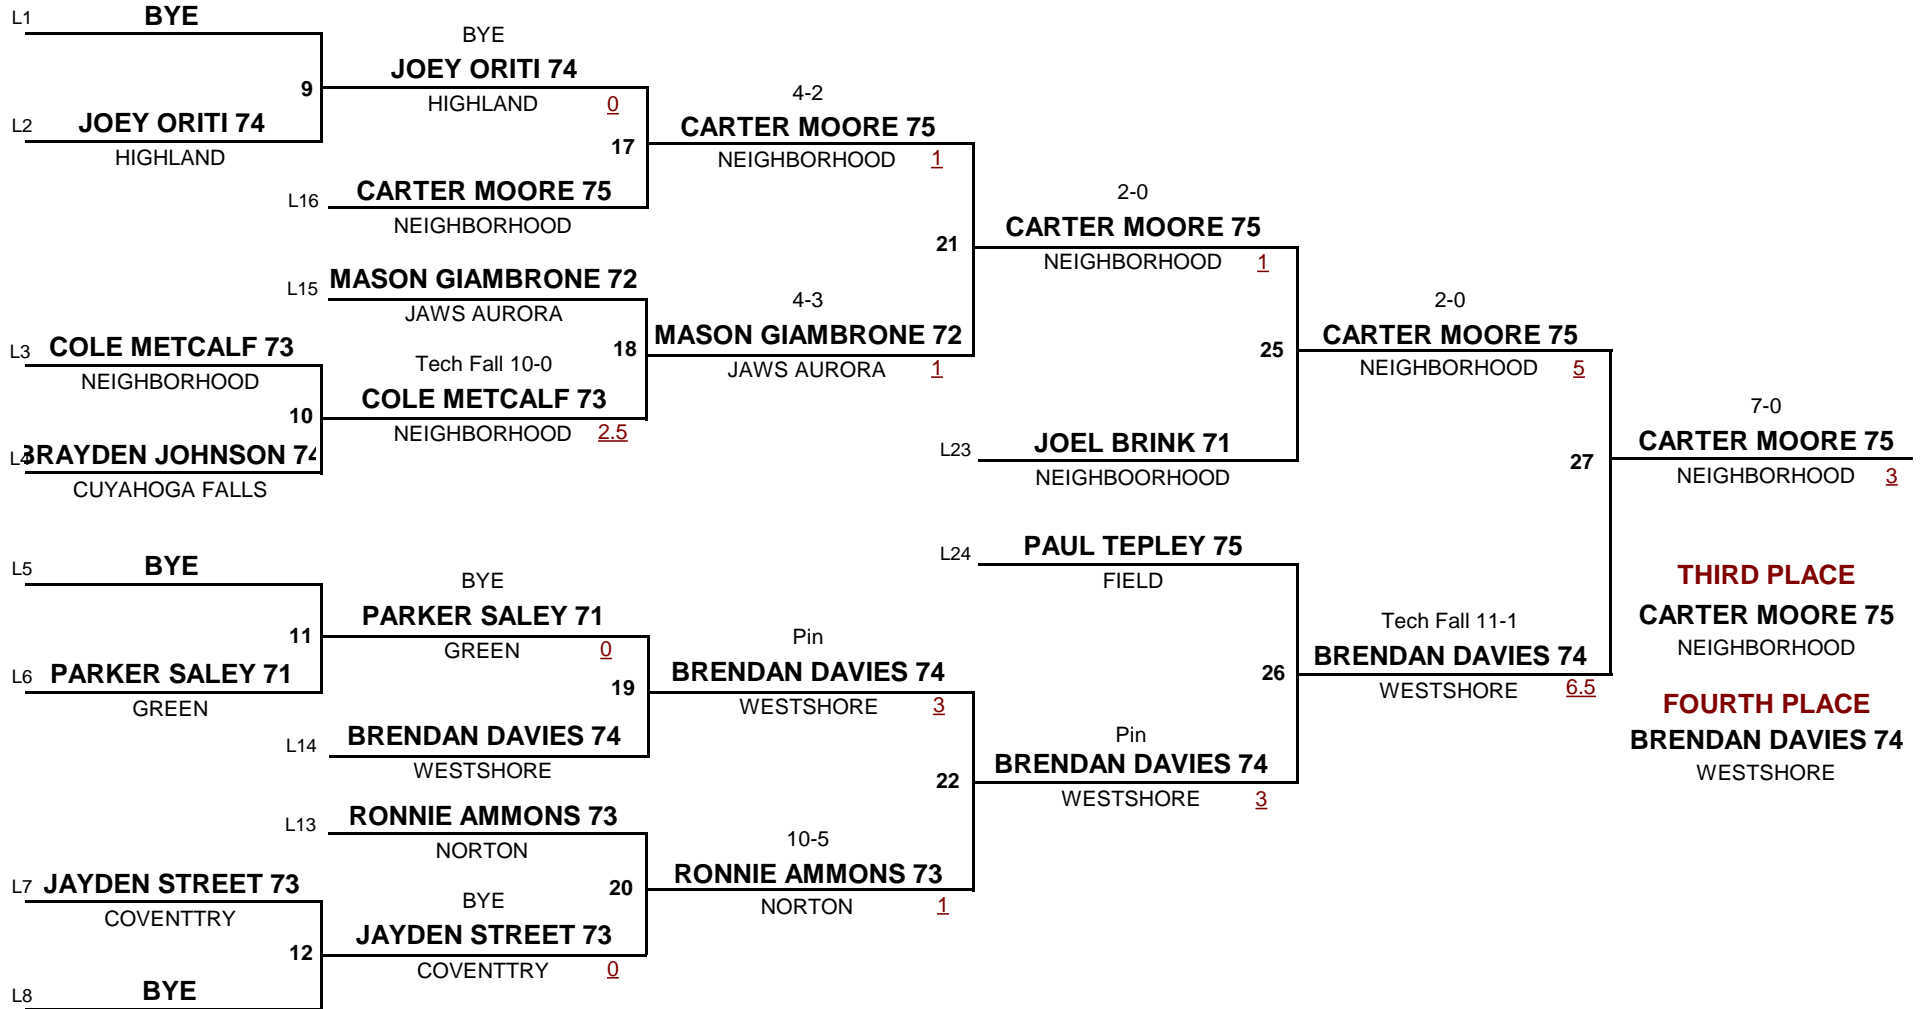 L1 BYE
BYE
JOEY ORITI 74
9
HIGHLAND 0
4-2
L2 JOEY ORITI 74
HIGHLAND
CARTER MOORE 75
17
NEIGHBORHOOD 1
L16 CARTER MOORE 75
NEIGHBORHOOD
2-0
CARTER MOORE 75
21
NEIGHBORHOOD 1
L15 MASON GIAMBRONE 72
JAWS AURORA
4-3
2-0
MASON GIAMBRONE 72
CARTER MOORE 75
L3 COLE METCALF 73
NEIGHBORHOOD
18
25
Tech Fall 10-0
JAWS AURORA 1
NEIGHBORHOOD 5
COLE METCALF 73
10
NEIGHBORHOOD 2.5
7-0
CARTER MOORE 75
L4 BRAYDEN JOHNSON 74
CUYAHOGA FALLS
L23 JOEL BRINK 71
NEIGHBOORHOOD
27
NEIGHBORHOOD 3
L24 PAUL TEPLEY 75
FIELD
L5 BYE
BYE
THIRD PLACE
PARKER SALEY 71
CARTER MOORE 75
11
GREEN 0
Pin
Tech Fall 11-1
NEIGHBORHOOD
L6 PARKER SALEY 71
GREEN
BRENDAN DAVIES 74
26
BRENDAN DAVIES 74
19
WESTSHORE 3
WESTSHORE 6.5
FOURTH PLACE
L14 BRENDAN DAVIES 74
WESTSHORE
Pin
BRENDAN DAVIES 74
WESTSHORE
BRENDAN DAVIES 74
22
WESTSHORE 3
L13 RONNIE AMMONS 73
NORTON
10-5
RONNIE AMMONS 73
L7 JAYDEN STREET 73
COVENTTRY
20
BYE
NORTON 1
JAYDEN STREET 73
12
COVENTTRY 0
L8 BYE